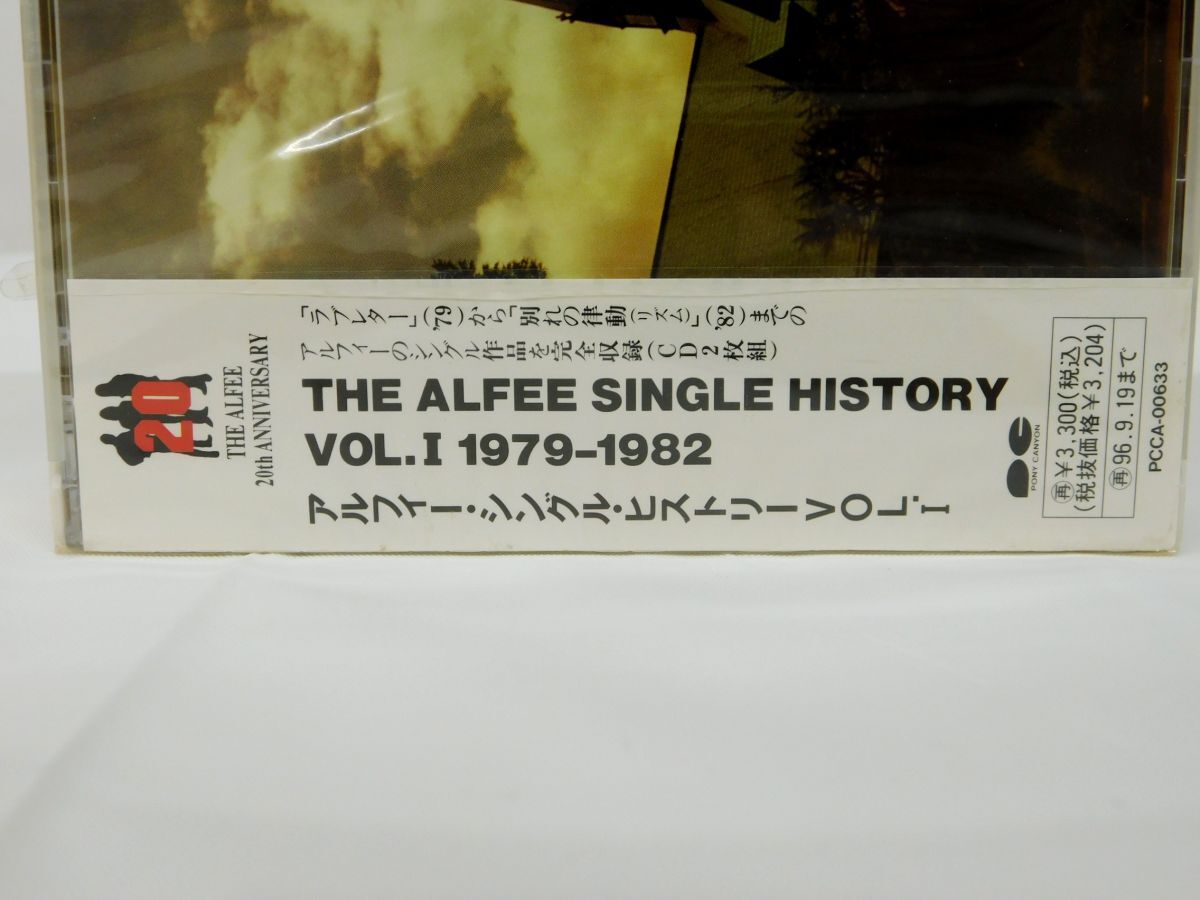 20
THE ALFEE
20th ANNIVERSARY
「ラブレター」('79)から「別れの律動(リズム)」('82)までの
アルフィーのシングル作品を完全収録(CD2枚組)
THE ALFEE SINGLE HISTORY
VOL.I 1979–1982
アルフィー・シングル・ヒストリーVOL.I
PONY CANYON
㊢¥3,300(税込)
(税抜価格¥3,204)
㊢96.9.19まで
PCCA-00633